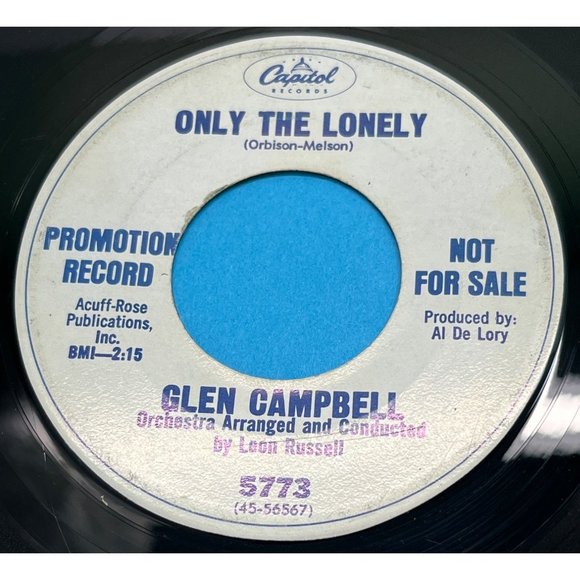 Capitol
RECORDS
ONLY THE LONELY
(Orbison-Melson)
PROMOTION
RECORD
Acuff-Rose
Publications,
Inc.
BMI—2:15
NOT
FOR SALE
Produced by:
Al De Lory
GLEN CAMPBELL
Orchestra Arranged and Conducted
by Leon Russell
5773
(45-56567)